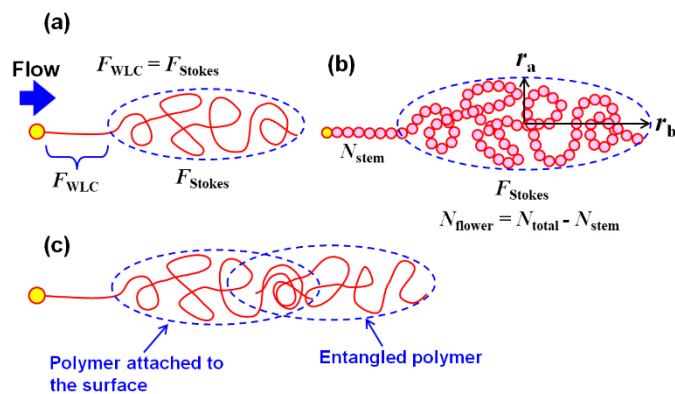 (a)
Flow
F_WLC = F_Stokes
F_WLC
F_Stokes
(b)
r_a
r_b
N_stem
F_Stokes
N_flower = N_total - N_stem
(c)
Polymer attached to
the surface
Entangled polymer